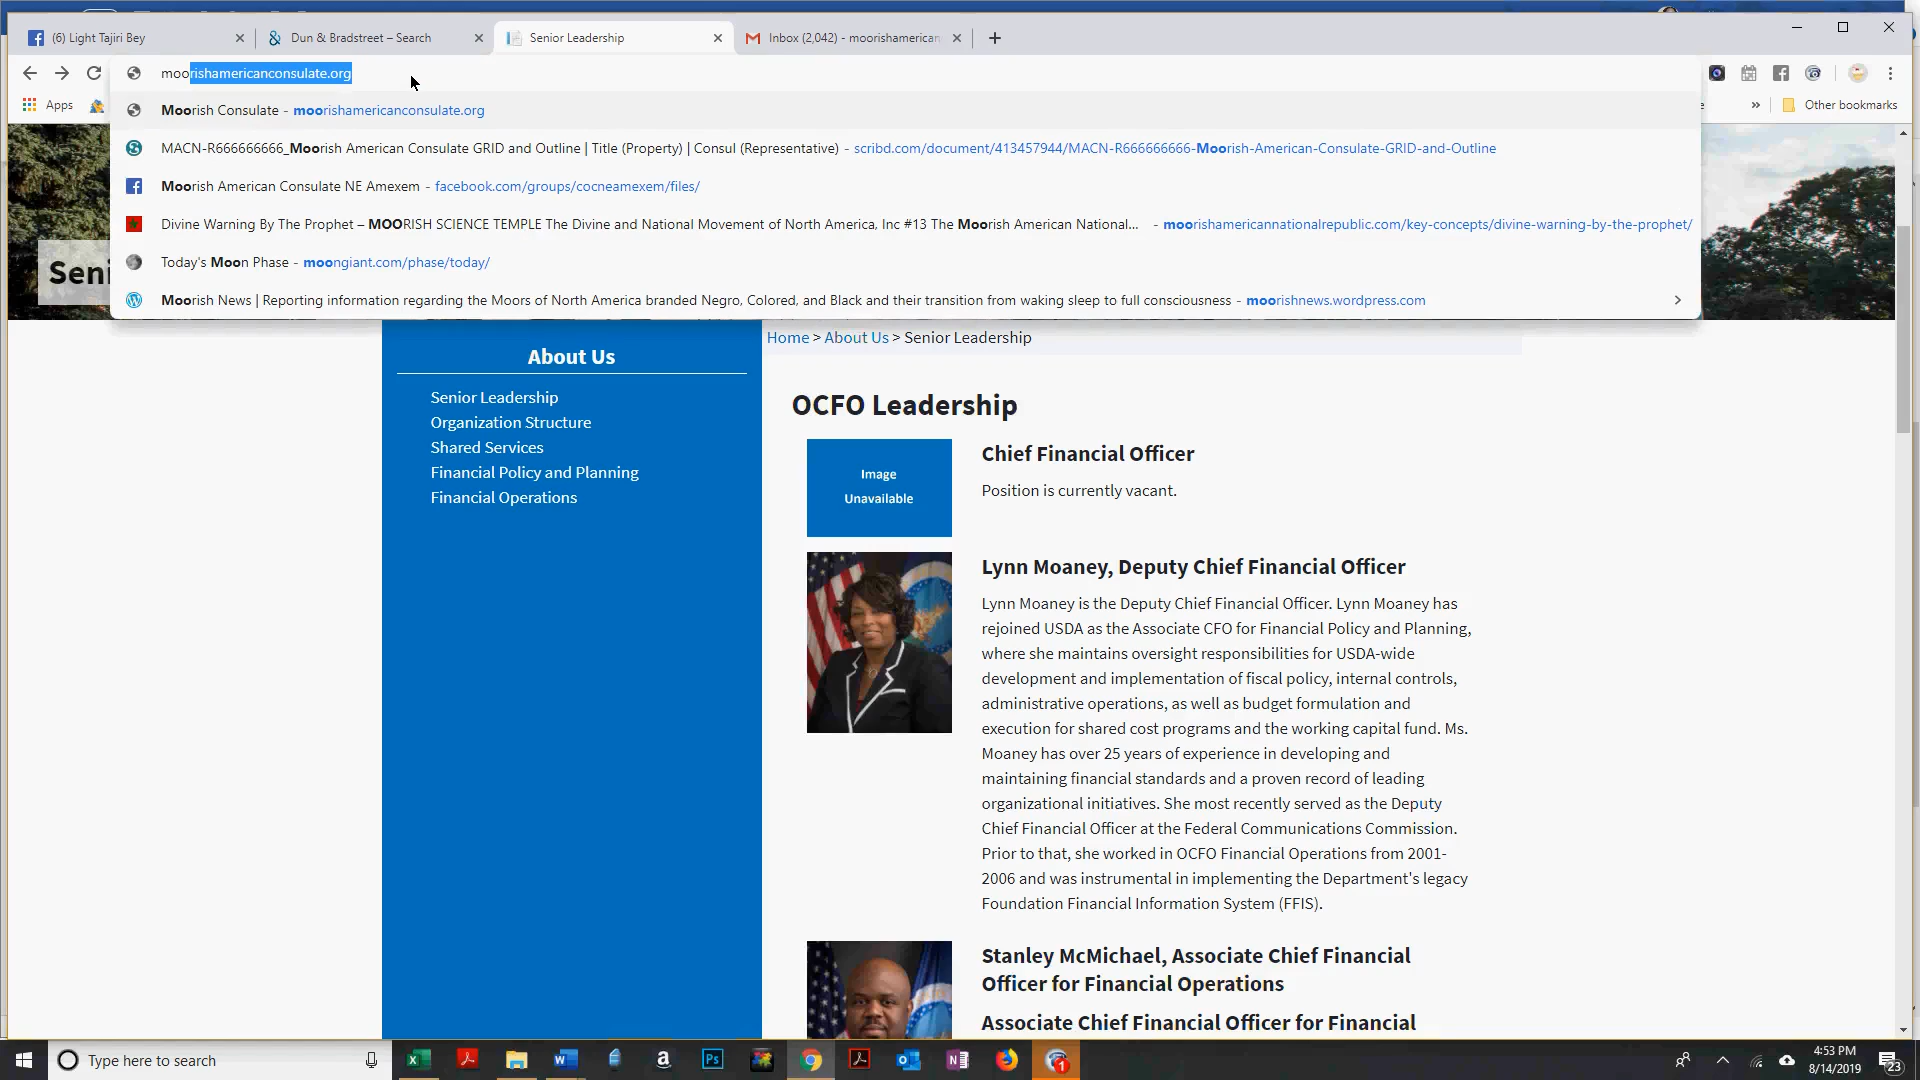 (6) Light Tajiri Bey
Dun & Bradstreet – Search
Senior Leadership
Inbox (2,042) - moorishamerican
moorishamericanconsulate.org
Apps
Other bookmarks
Moorish Consulate - moorishamericanconsulate.org
MACN-R666666666_Moorish American Consulate GRID and Outline | Title (Property) | Consul (Representative) - scribd.com/document/413457944/MACN-R666666666-Moorish-American-Consulate-GRID-and-Outline
Moorish American Consulate NE Amexem - facebook.com/groups/cocneamexem/files/
Divine Warning By The Prophet – MOORISH SCIENCE TEMPLE The Divine and National Movement of North America, Inc #13 The Moorish American National... - moorishamericannationalrepublic.com/key-concepts/divine-warning-by-the-prophet/
Today's Moon Phase - moongiant.com/phase/today/
Moorish News | Reporting information regarding the Moors of North America branded Negro, Colored, and Black and their transition from waking sleep to full consciousness - moorishnews.wordpress.com
Seni
Home > About Us > Senior Leadership
About Us
Senior Leadership
Organization Structure
Shared Services
Financial Policy and Planning
Financial Operations
OCFO Leadership
Image
Unavailable
Chief Financial Officer
Position is currently vacant.
Lynn Moaney, Deputy Chief Financial Officer
Lynn Moaney is the Deputy Chief Financial Officer. Lynn Moaney has
rejoined USDA as the Associate CFO for Financial Policy and Planning,
where she maintains oversight responsibilities for USDA-wide
development and implementation of fiscal policy, internal controls,
administrative operations, as well as budget formulation and
execution for shared cost programs and the working capital fund. Ms.
Moaney has over 25 years of experience in developing and
maintaining financial standards and a proven record of leading
organizational initiatives. She most recently served as the Deputy
Chief Financial Officer at the Federal Communications Commission.
Prior to that, she worked in OCFO Financial Operations from 2001-
2006 and was instrumental in implementing the Department's legacy
Foundation Financial Information System (FFIS).
Stanley McMichael, Associate Chief Financial
Officer for Financial Operations
Associate Chief Financial Officer for Financial
Type here to search
4:53 PM
8/14/2019
23